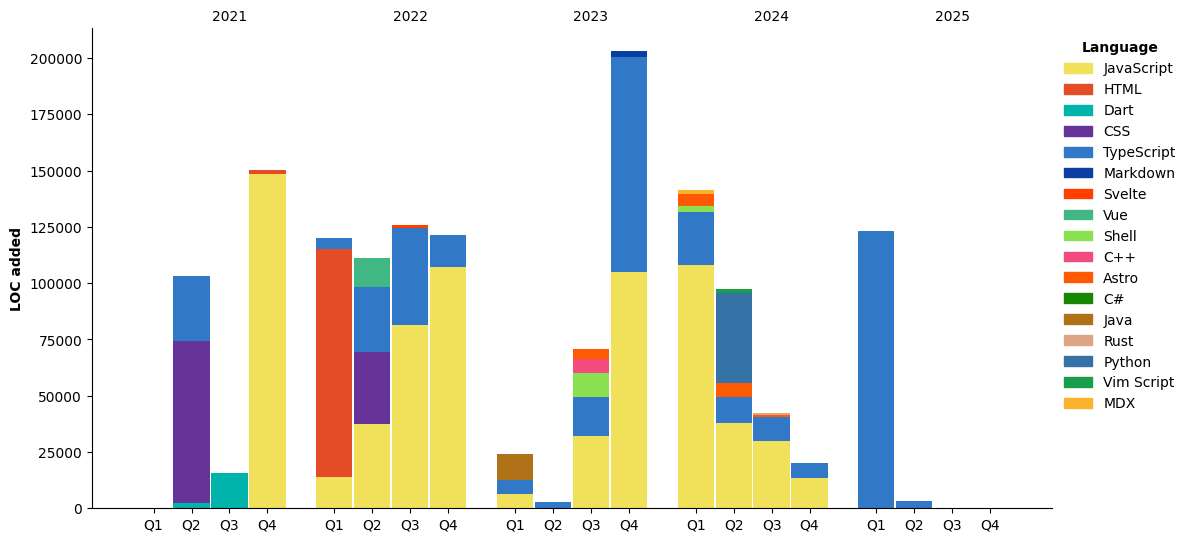 2021 2022 2023 2024 2025
LOC added
200000
175000
150000
125000
100000
75000
50000
25000
0
Q1 Q2 Q3 Q4 Q1 Q2 Q3 Q4 Q1 Q2 Q3 Q4 Q1 Q2 Q3 Q4 Q1 Q2 Q3 Q4
Language
JavaScript
HTML
Dart
CSS
TypeScript
Markdown
Svelte
Vue
Shell
C++
Astro
C#
Java
Rust
Python
Vim Script
MDX